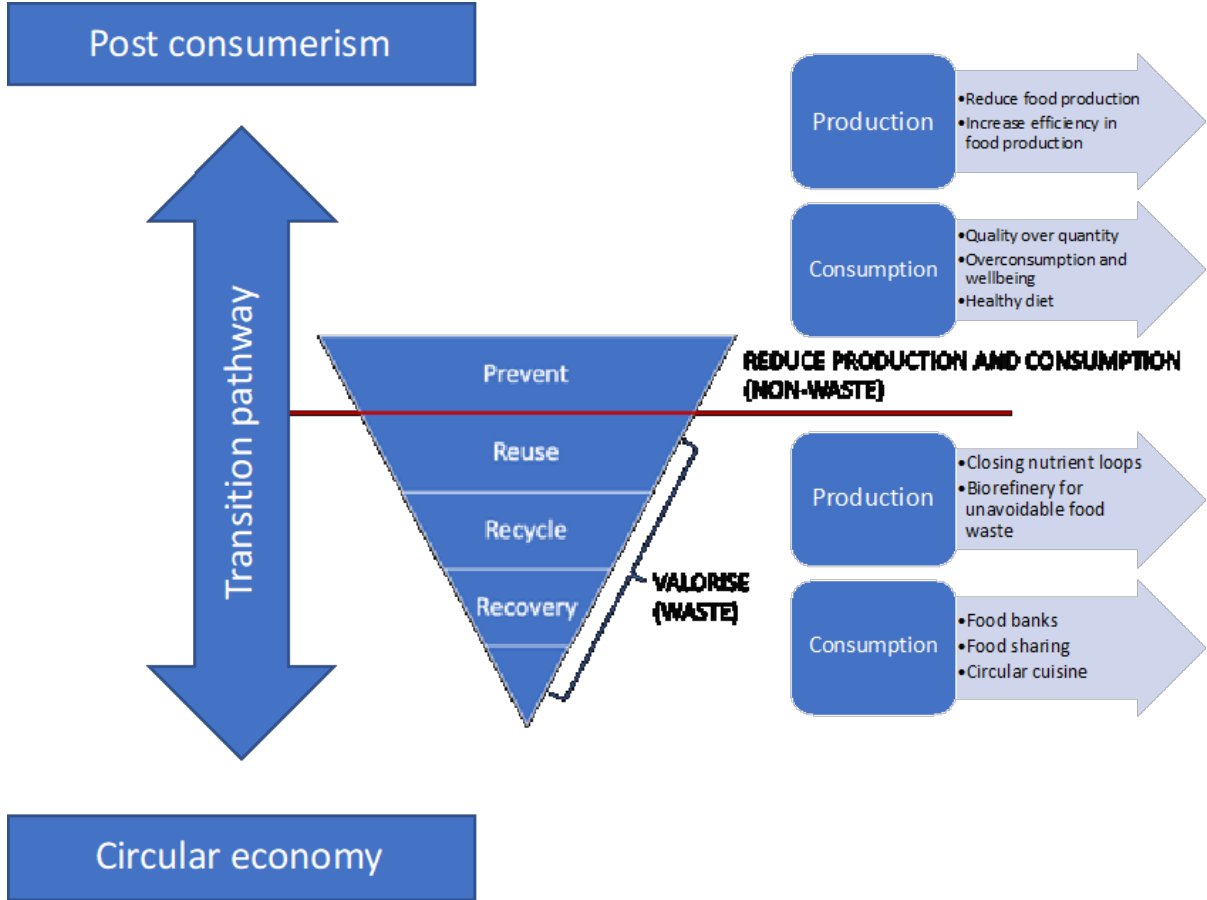 Post consumerism
Transition pathway
Circular economy
Prevent
Reuse
Recycle
Recovery
REDUCE PRODUCTION AND CONSUMPTION
(NON-WASTE)
VALORISE
(WASTE)
Production
•Reduce food production
•Increase efficiency in
food production
Consumption
•Quality over quantity
•Overconsumption and
wellbeing
•Healthy diet
Production
•Closing nutrient loops
•Biorefinery for
unavoidable food
waste
Consumption
•Food banks
•Food sharing
•Circular cuisine